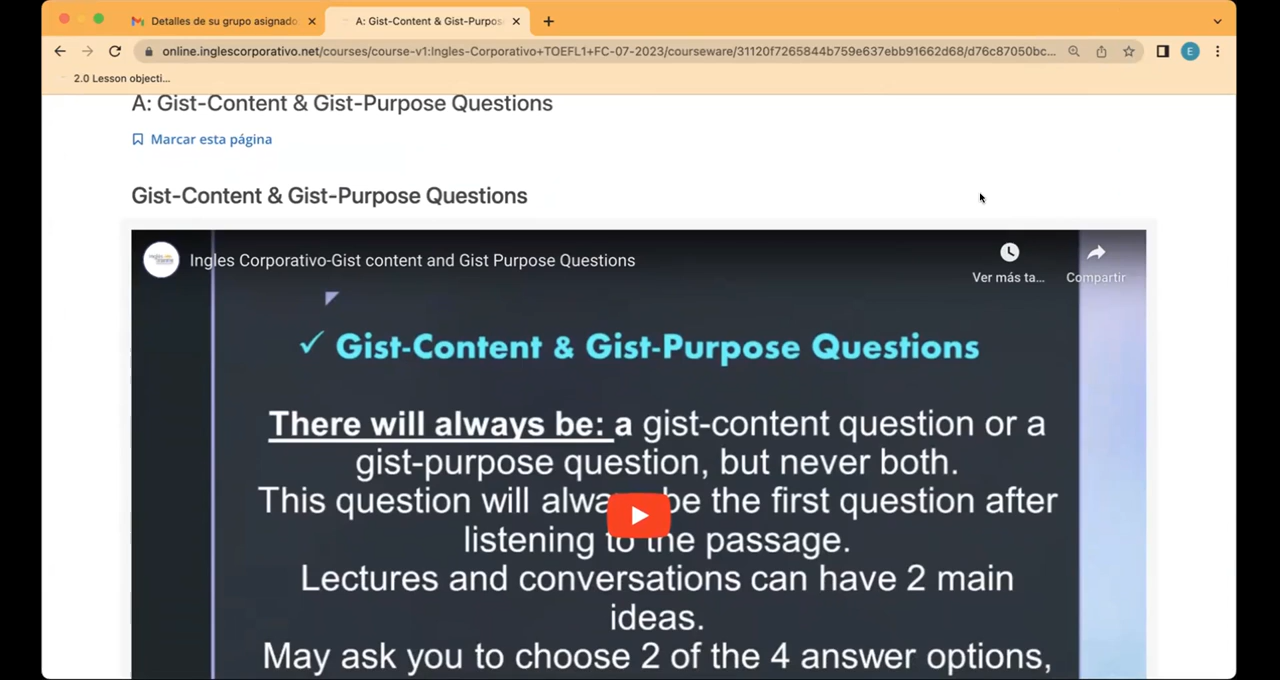 Detalles de su grupo asignado
A: Gist-Content & Gist-Purpos
online.inglescorporativo.net/courses/course-v1:Ingles-Corporativo+TOEFL1+FC-07-2023/courseware/31120f7265844b759e637ebb91662d68/d76c87050bc...
E
2.0 Lesson objecti...
A: Gist-Content & Gist-Purpose Questions
Marcar esta página
Gist-Content & Gist-Purpose Questions
Ingles Corporativo-Gist content and Gist Purpose Questions
Ver más ta...
Compartir
✓ Gist-Content & Gist-Purpose Questions
There will always be: a gist-content question or a
gist-purpose question, but never both.
This question will always be the first question after
listening to the passage.
Lectures and conversations can have 2 main
ideas.
May ask you to choose 2 of the 4 answer options,